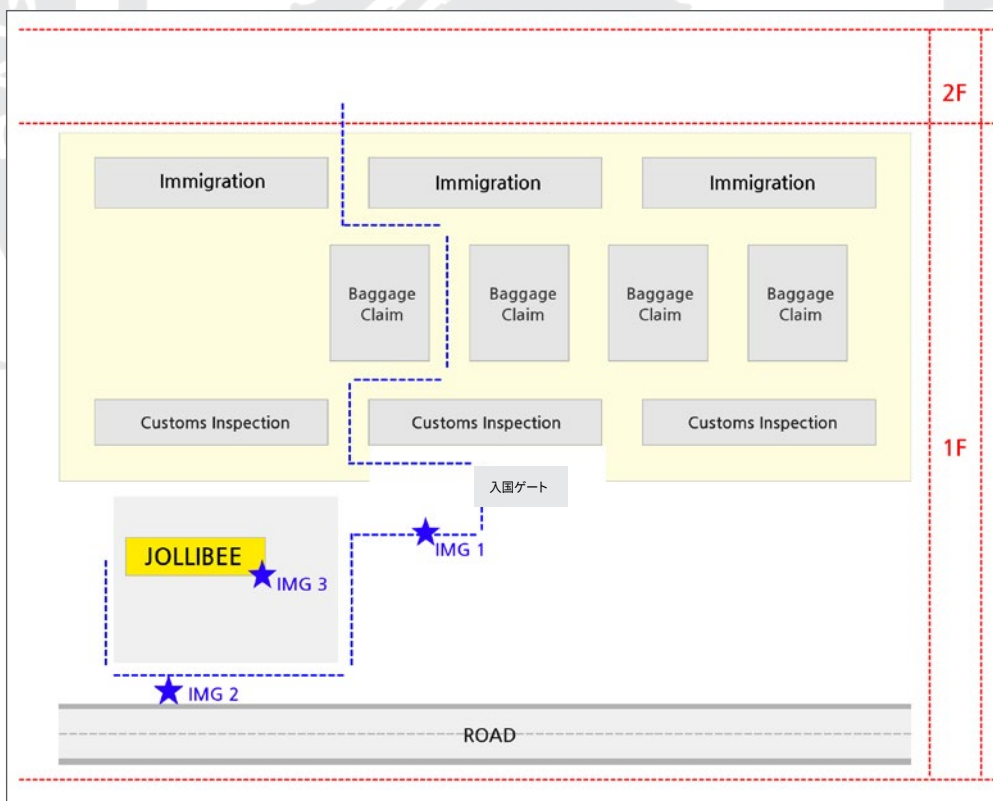 2F
Immigration
Immigration
Immigration
Baggage
Claim
Baggage
Claim
Baggage
Claim
Baggage
Claim
Customs Inspection
Customs Inspection
Customs Inspection
1F
入国ゲート
JOLLIBEE
IMG 1
IMG 3
IMG 2
ROAD